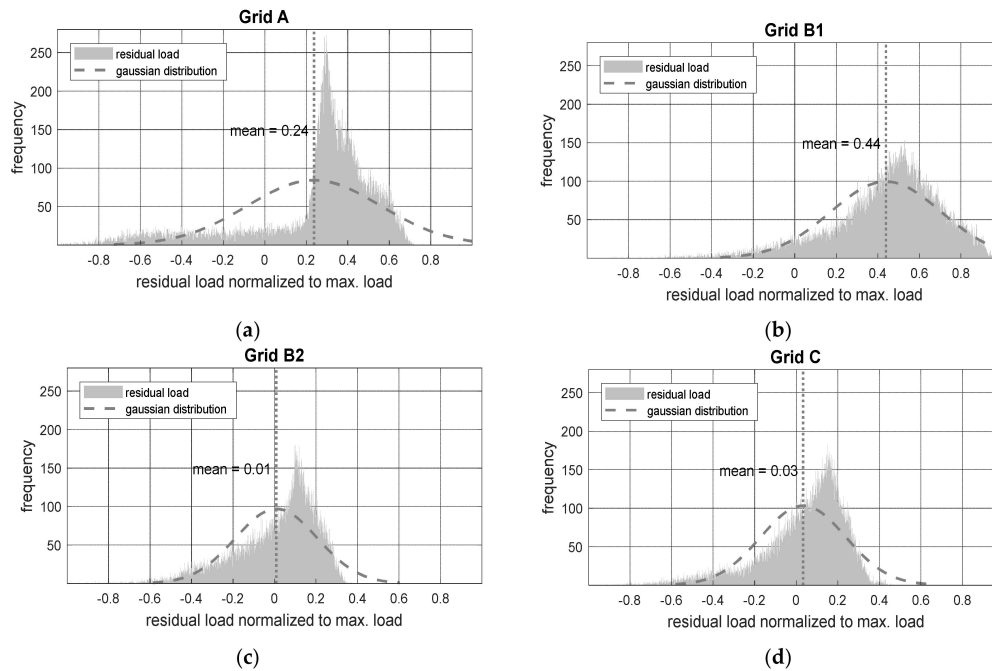 Grid A
250
200
150
100
50
frequency
residual load
gaussian distribution
mean = 0.24
-0.8 -0.6 -0.4 -0.2 0 0.2 0.4 0.6 0.8
residual load normalized to max. load
(a)
Grid B1
250
200
150
100
50
frequency
residual load
gaussian distribution
mean = 0.44
-0.8 -0.6 -0.4 -0.2 0 0.2 0.4 0.6 0.8
residual load normalized to max. load
(b)
Grid B2
250
200
150
100
50
frequency
residual load
gaussian distribution
mean = 0.01
-0.8 -0.6 -0.4 -0.2 0 0.2 0.4 0.6 0.8
residual load normalized to max. load
(c)
Grid C
250
200
150
100
50
frequency
residual load
gaussian distribution
mean = 0.03
-0.8 -0.6 -0.4 -0.2 0 0.2 0.4 0.6 0.8
residual load normalized to max. load
(d)